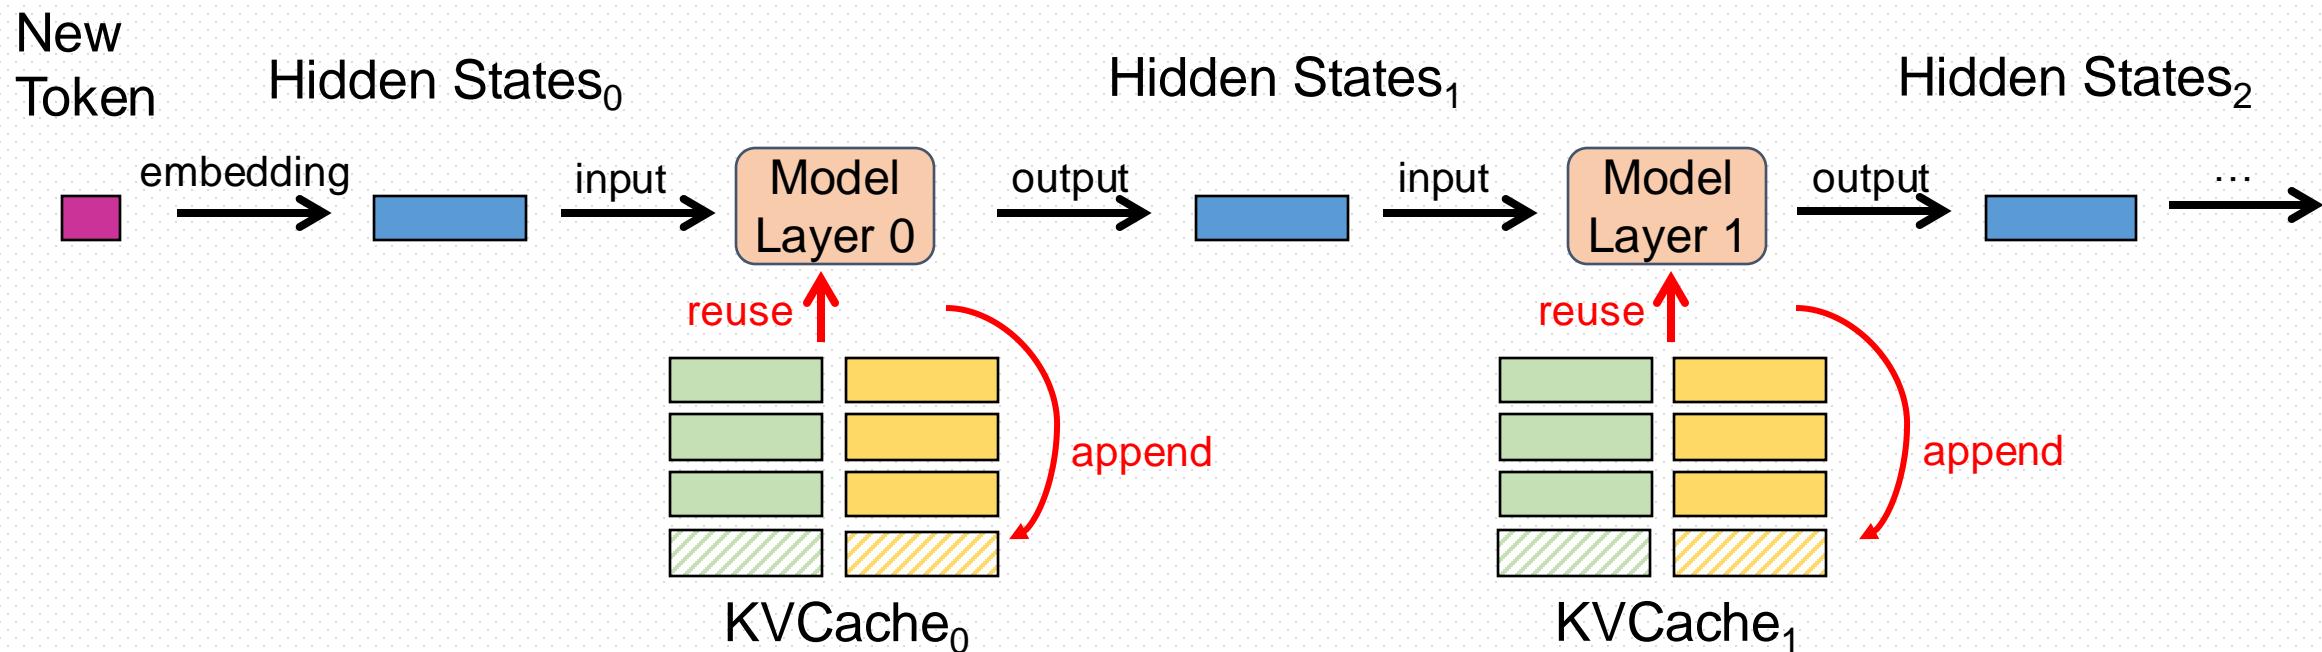 New
Token
Hidden States₀
Hidden States₁
Hidden States₂
embedding
input
Model
Layer 0
output
input
Model
Layer 1
output
...
reuse
append
reuse
append
KVCache₀
KVCache₁